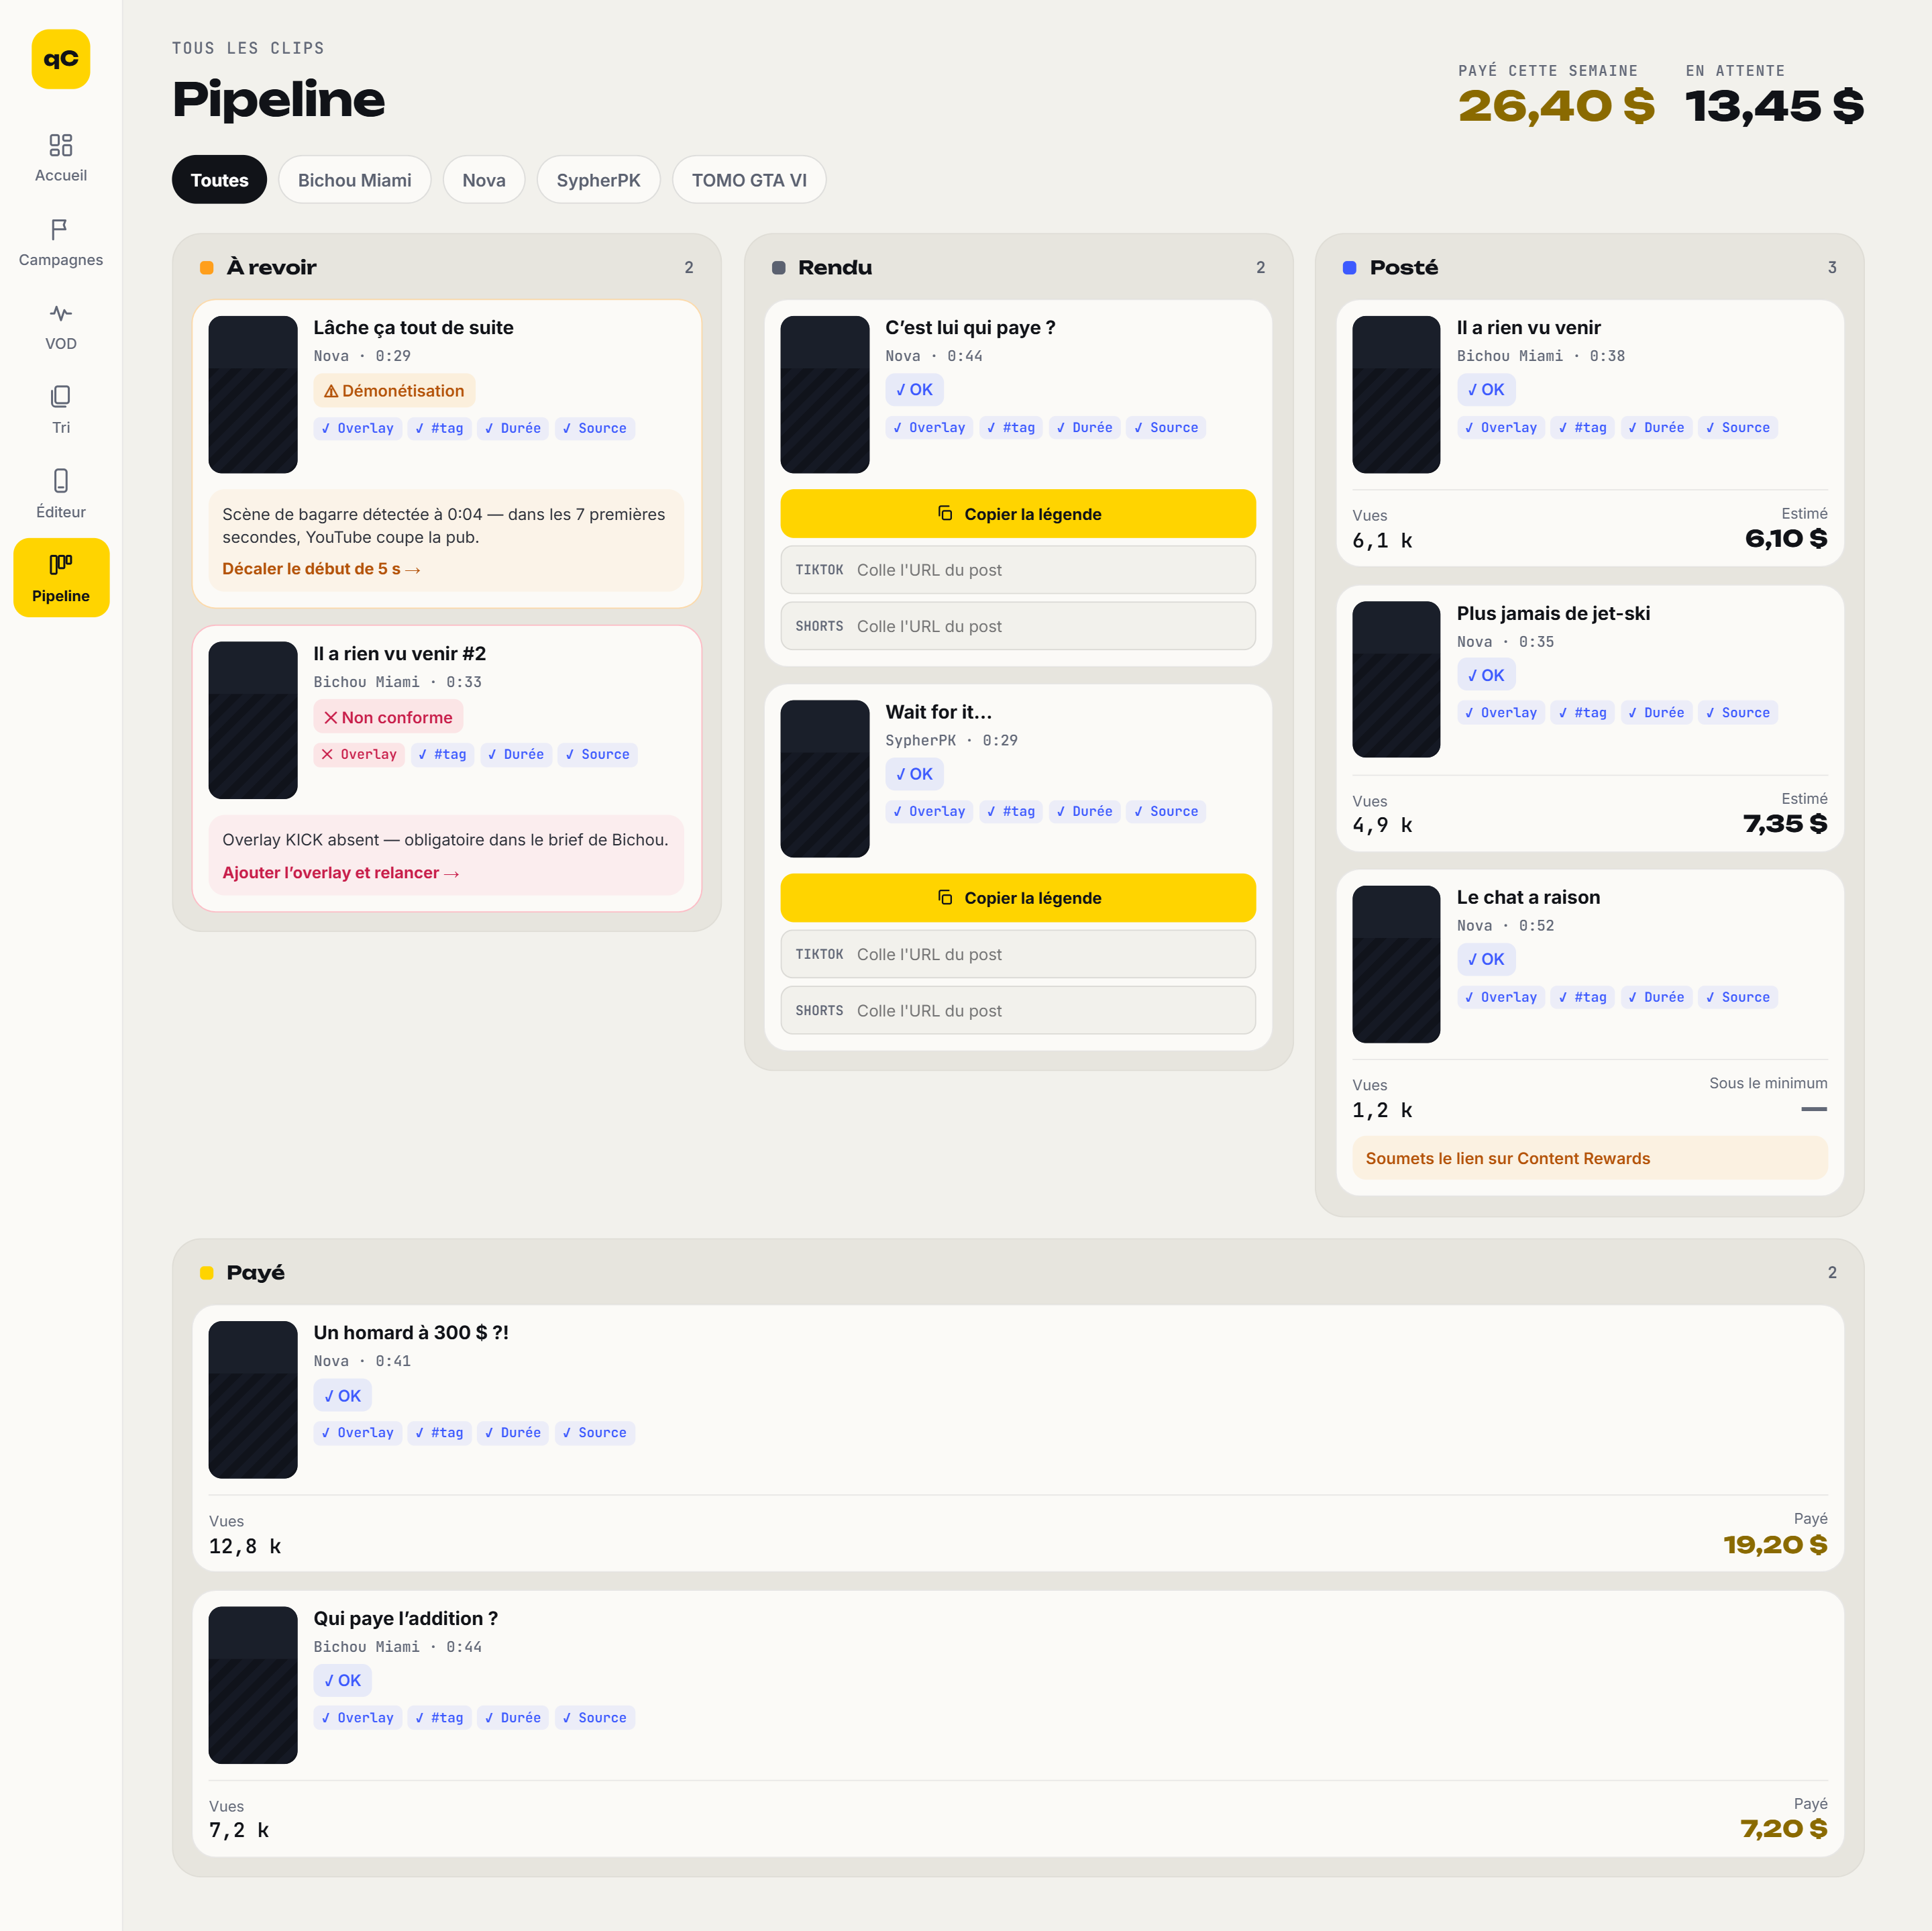 qC
Accueil
Campagnes
VOD
Tri
Éditeur
Pipeline
TOUS LES CLIPS
Pipeline
PAYÉ CETTE SEMAINE
26,40 $
EN ATTENTE
13,45 $
Toutes
Bichou Miami
Nova
SypherPK
TOMO GTA VI
À revoir
2
Lâche ça tout de suite
Nova · 0:29
⚠ Démonétisation
✓ Overlay ✓ #tag ✓ Durée ✓ Source
Scène de bagarre détectée à 0:04 — dans les 7 premières
secondes, YouTube coupe la pub.
Décaler le début de 5 s →
Il a rien vu venir #2
Bichou Miami · 0:33
✕ Non conforme
✕ Overlay ✓ #tag ✓ Durée ✓ Source
Overlay KICK absent — obligatoire dans le brief de Bichou.
Ajouter l’overlay et relancer →
Rendu
2
C’est lui qui paye ?
Nova · 0:44
✓ OK
✓ Overlay ✓ #tag ✓ Durée ✓ Source
Copier la légende
TIKTOK Colle l'URL du post
SHORTS Colle l'URL du post
Wait for it…
SypherPK · 0:29
✓ OK
✓ Overlay ✓ #tag ✓ Durée ✓ Source
Copier la légende
TIKTOK Colle l'URL du post
SHORTS Colle l'URL du post
Posté
3
Il a rien vu venir
Bichou Miami · 0:38
✓ OK
✓ Overlay ✓ #tag ✓ Durée ✓ Source
Vues
6,1 k
Estimé
6,10 $
Plus jamais de jet-ski
Nova · 0:35
✓ OK
✓ Overlay ✓ #tag ✓ Durée ✓ Source
Vues
4,9 k
Estimé
7,35 $
Le chat a raison
Nova · 0:52
✓ OK
✓ Overlay ✓ #tag ✓ Durée ✓ Source
Vues
1,2 k
Sous le minimum
—
Soumets le lien sur Content Rewards
Payé
2
Un homard à 300 $ ?!
Nova · 0:41
✓ OK
✓ Overlay ✓ #tag ✓ Durée ✓ Source
Vues
12,8 k
Payé
19,20 $
Qui paye l’addition ?
Bichou Miami · 0:44
✓ OK
✓ Overlay ✓ #tag ✓ Durée ✓ Source
Vues
7,2 k
Payé
7,20 $